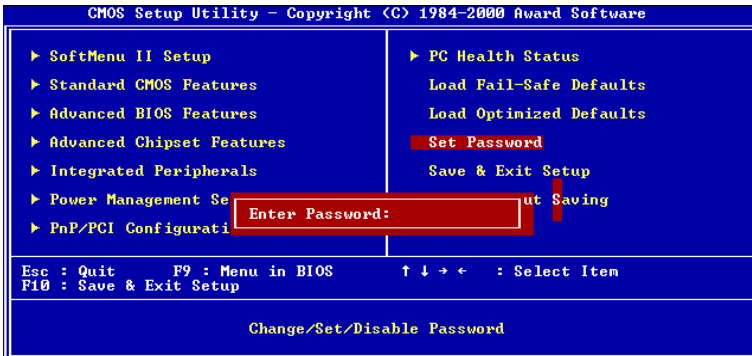 CMOS Setup Utility - Copyright (C) 1984-2000 Award Software
▶ SoftMenu II Setup
▶ Standard CMOS Features
▶ Advanced BIOS Features
▶ Advanced Chipset Features
▶ Integrated Peripherals
▶ Power Management Se
▶ PnP/PCI Configurati
▶ PC Health Status
Load Fail-Safe Defaults
Load Optimized Defaults
Set Password
Save & Exit Setup
ut Saving
Enter Password:
Esc : Quit F9 : Menu in BIOS ↑ ↓ → ← : Select Item
F10 : Save & Exit Setup
Change/Set/Disable Password